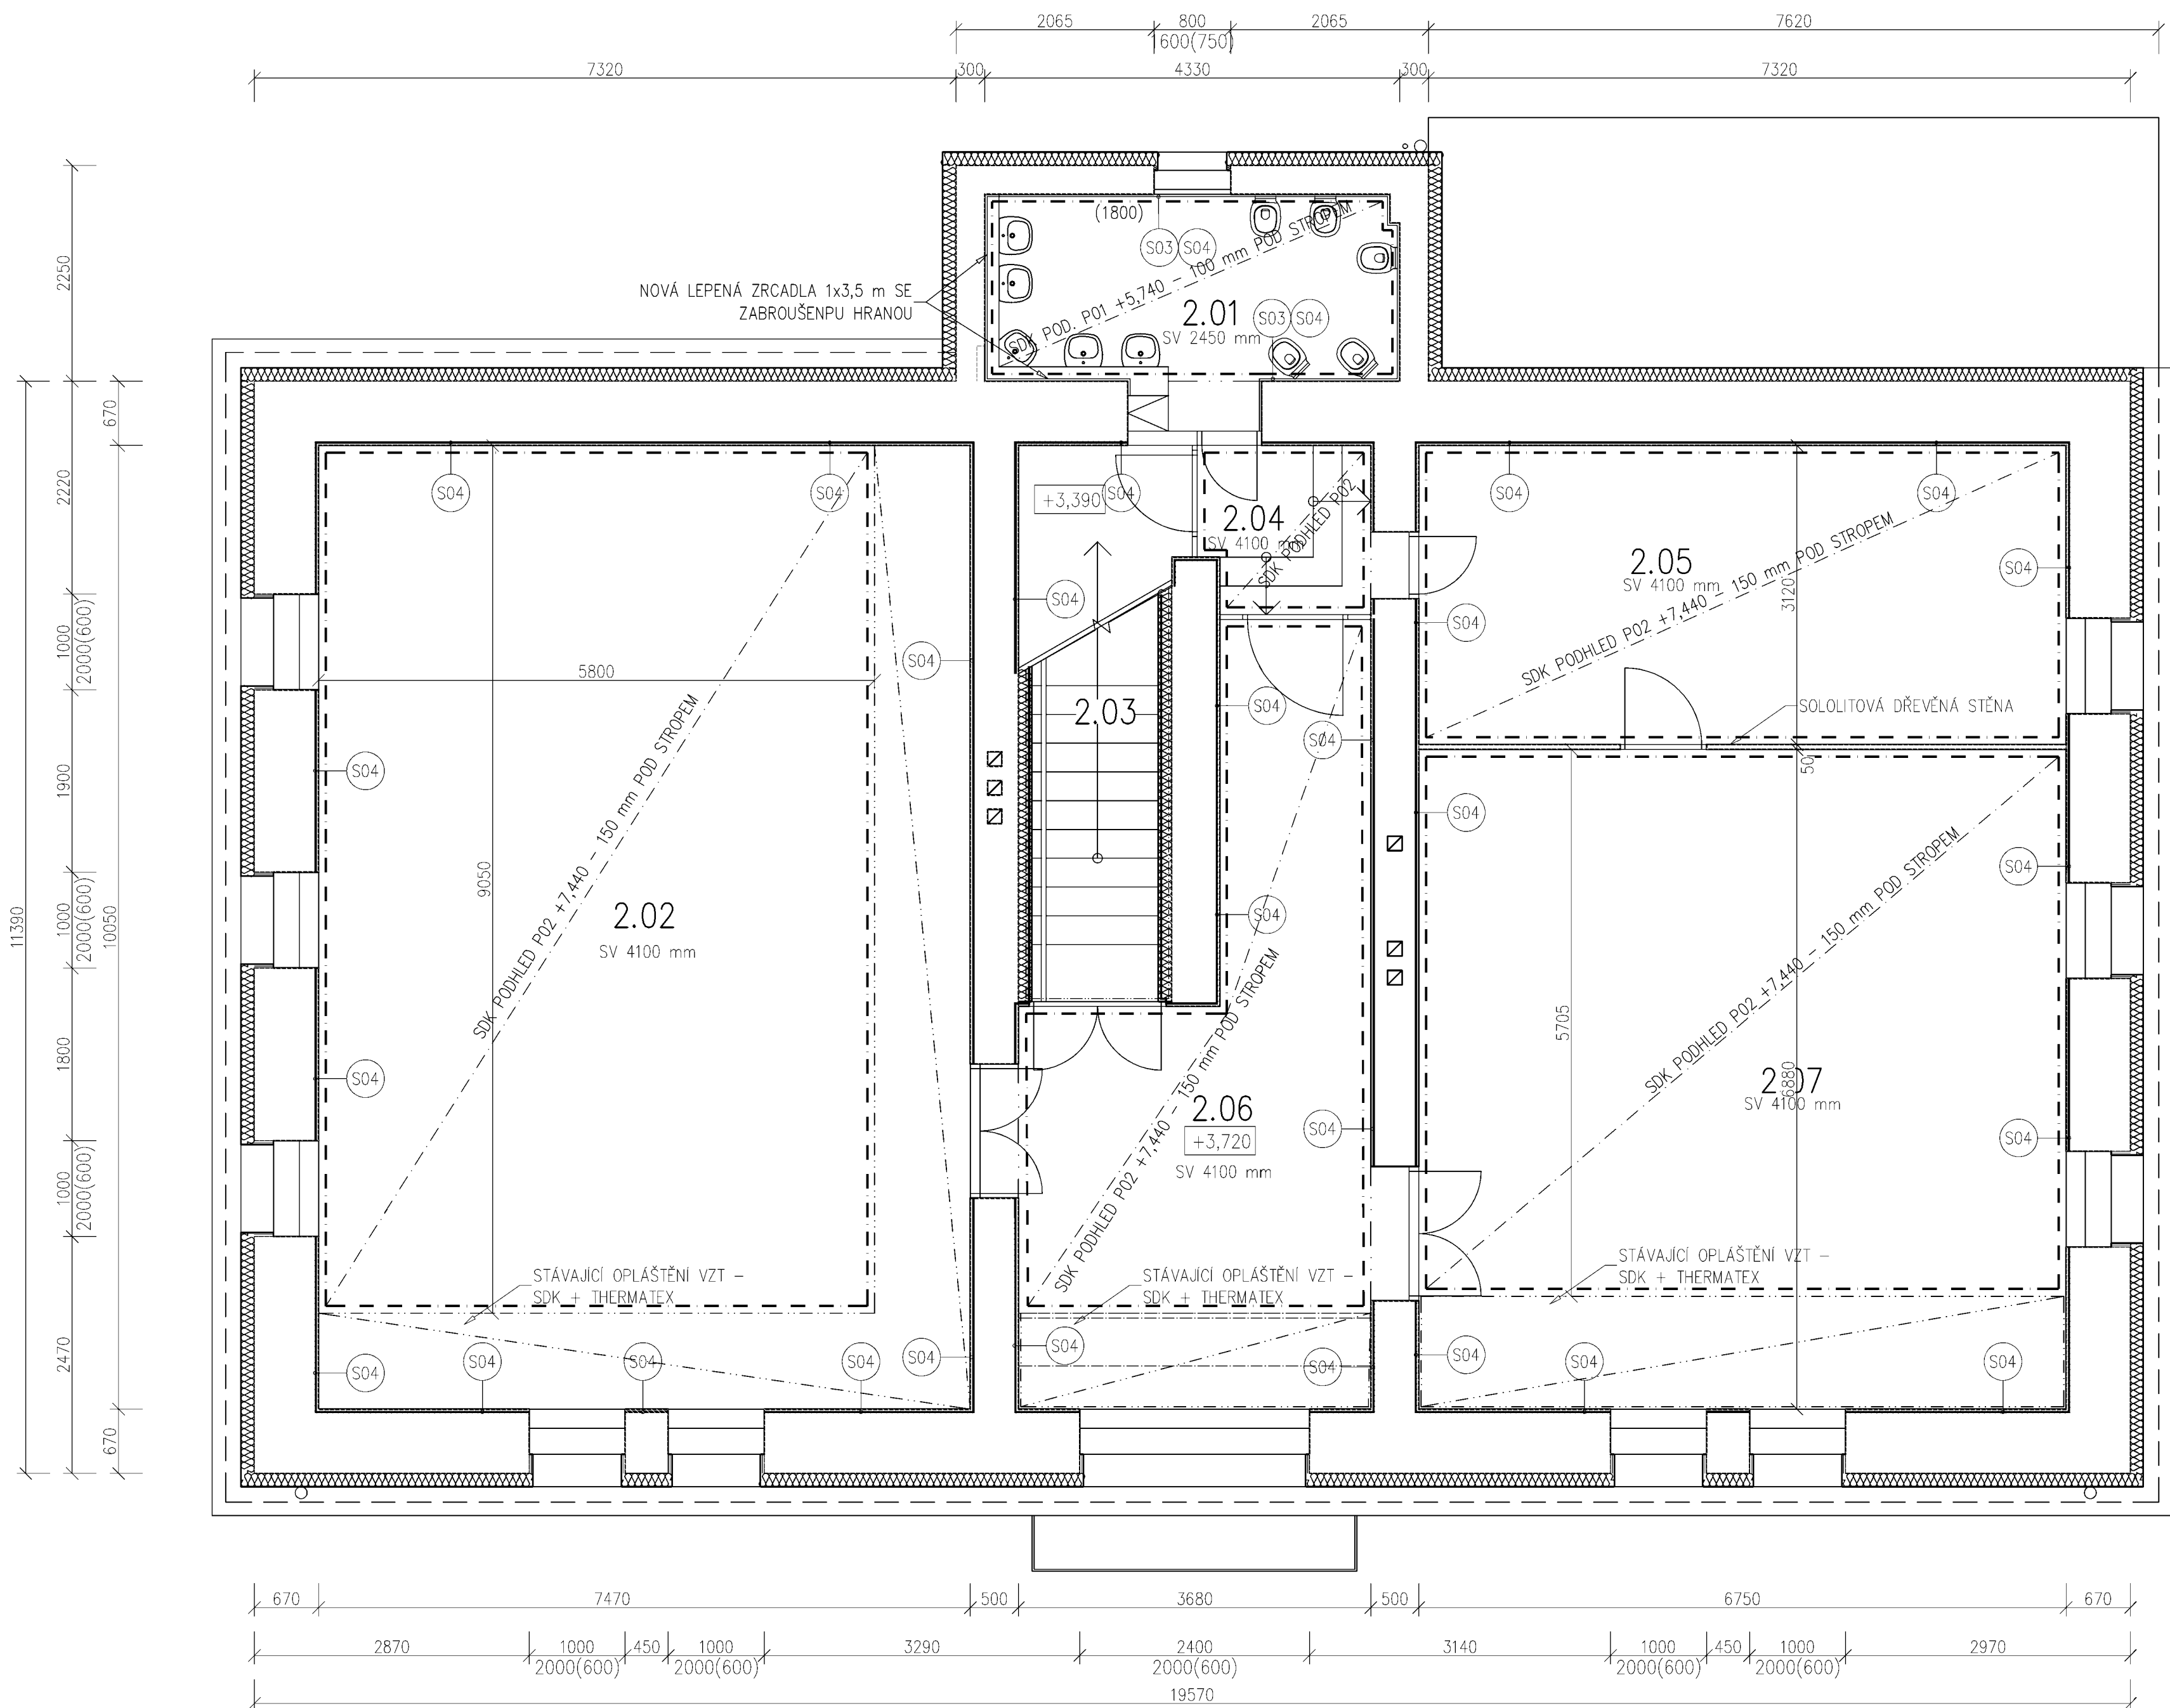 2065
800
2065
7620
1600(750)
7320
300
4330
300
7320
(1800)
S03
S04
SDK POD. P01 +5,740 - 100 mm POD STROPEM
NOVÁ LEPENÁ ZRCADLA 1x3,5 m SE
ZABROUŠENPU HRANOU
2.01
SV 2450 mm
S03
S04
2250
670
2220
1000
2000(600)
1900
1000
2000(600)
1800
1000
2000(600)
2470
10050
670
11390
S04
S04
+3,390
S04
2.04
SV 4100 mm
SDK PODHLED P02
S04
S04
2.05
SV 4100 mm
3120
SDK PODHLED P02 +7,440 - 150 mm POD STROPEM
S04
S04
S04
S04
5800
2.03
S04
S04
SOLOLITOVÁ DŘEVĚNÁ STĚNA
50
S04
SDK PODHLED P02 +7,440 - 150 mm POD STROPEM
9050
S04
S04
S04
2.02
SV 4100 mm
SDK PODHLED P02 +7,440 - 150 mm POD STROPEM
5705
SDK PODHLED P02 +7,440 - 150 mm POD STROPEM
S04
2.06
+3,720
SV 4100 mm
S04
2.07
6880
SV 4100 mm
S04
STÁVAJÍCÍ OPLÁŠTĚNÍ VZT -
SDK + THERMATEX
STÁVAJÍCÍ OPLÁŠTĚNÍ VZT -
SDK + THERMATEX
STÁVAJÍCÍ OPLÁŠTĚNÍ VZT -
SDK + THERMATEX
S04
S04
S04
S04
S04
S04
S04
S04
S04
S04
670
7470
500
3680
500
6750
670
2870
1000
2000(600)
450
1000
2000(600)
3290
2400
2000(600)
3140
1000
2000(600)
450
1000
2000(600)
2970
19570